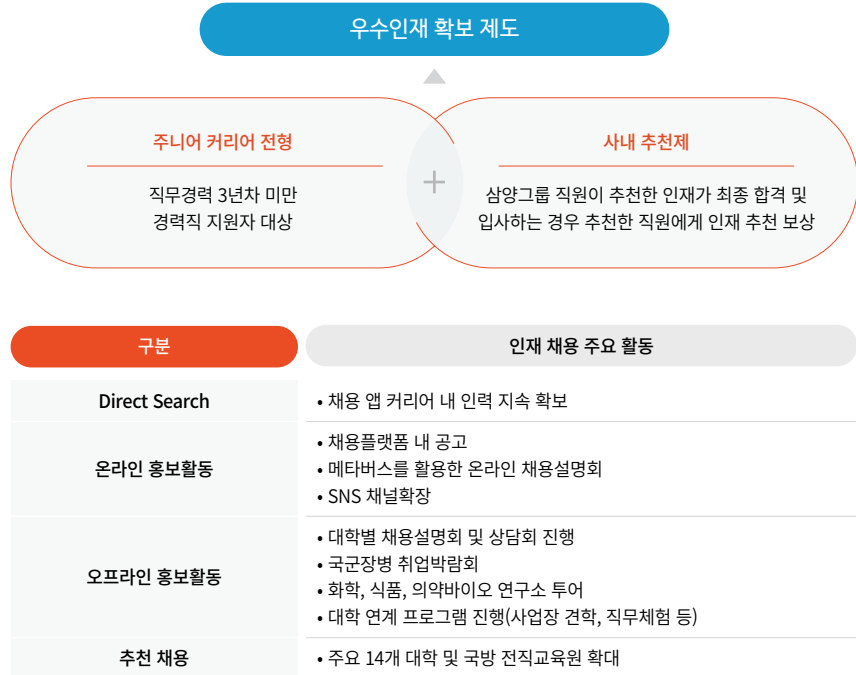 우수인재 확보 제도
주니어 커리어 전형
직무경력 3년차 미만
경력직 지원자 대상
+
사내 추천제
삼양그룹 직원이 추천한 인재가 최종 합격 및
입사하는 경우 추천한 직원에게 인재 추천 보상
구분
인재 채용 주요 활동
Direct Search
• 채용 앱 커리어 내 인력 지속 확보
온라인 홍보활동
• 채용플랫폼 내 공고
• 메타버스를 활용한 온라인 채용설명회
• SNS 채널확장
오프라인 홍보활동
• 대학별 채용설명회 및 상담회 진행
• 국군장병 취업박람회
• 화학, 식품, 의약바이오 연구소 투어
• 대학 연계 프로그램 진행(사업장 견학, 직무체험 등)
추천 채용
• 주요 14개 대학 및 국방 전직교육원 확대